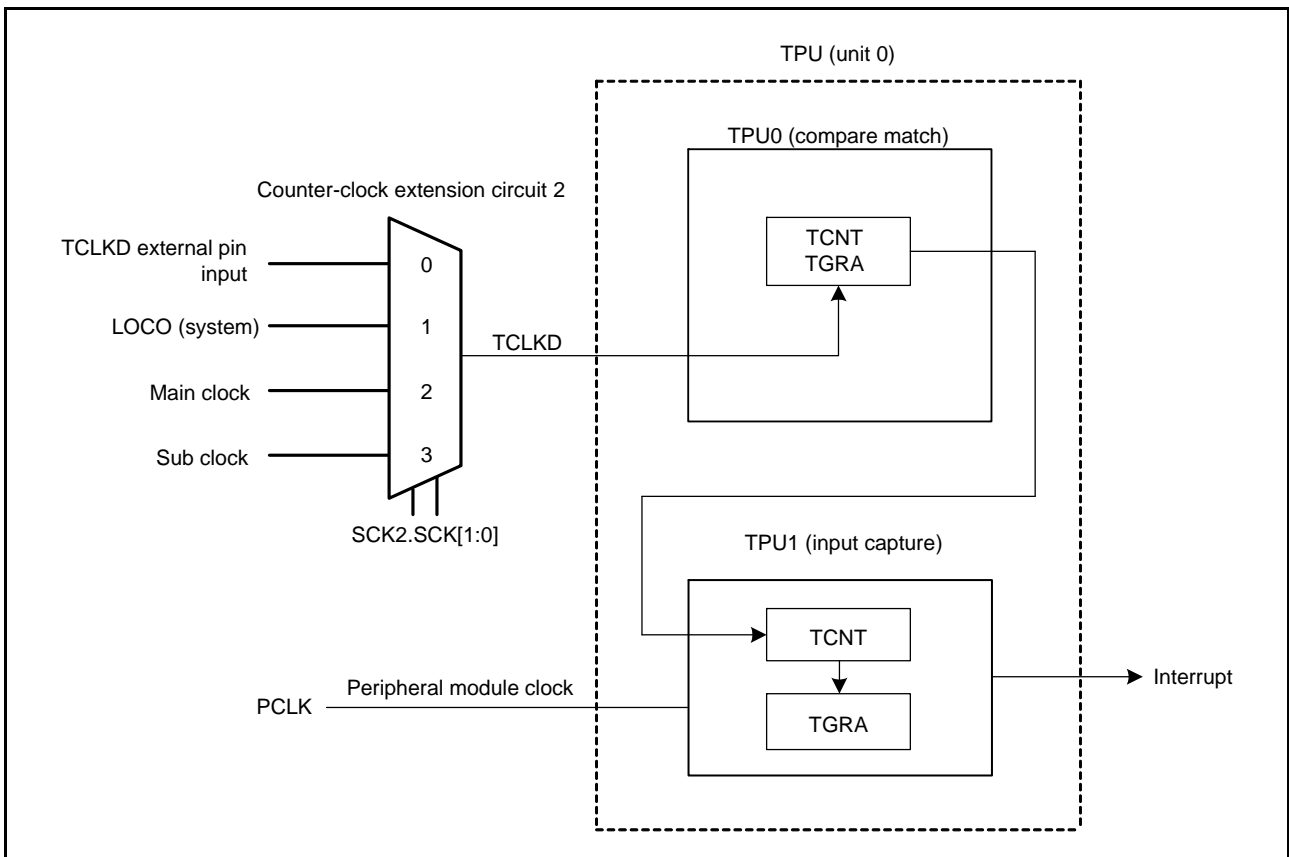 TPU (unit 0)
TPU0 (compare match)
Counter-clock extension circuit 2
TCLKD external pin
input
0
TCNT
TGRA
LOCO (system)
1
TCLKD
Main clock
2
Sub clock
3
SCK2.SCK[1:0]
TPU1 (input capture)
TCNT
Peripheral module clock
PCLK
TGRA
Interrupt